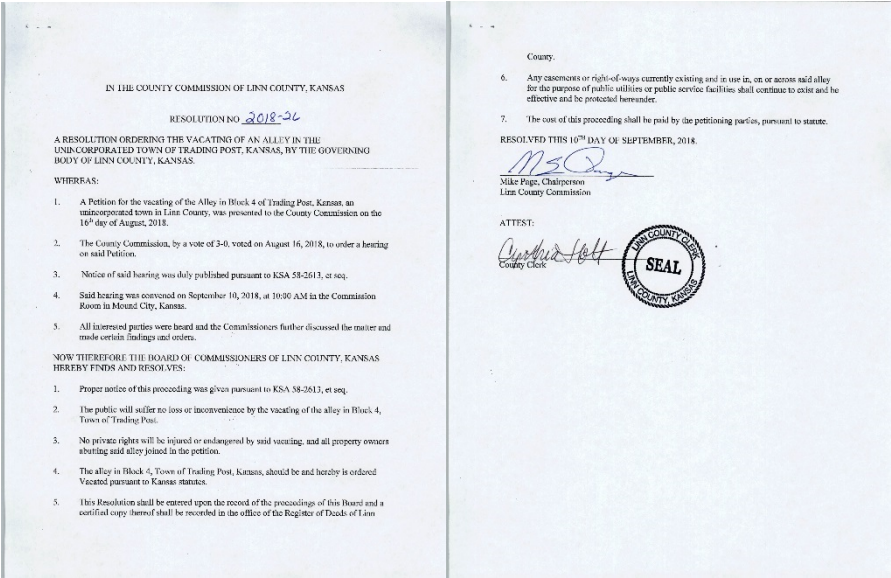 IN THE COUNTY COMMISSION OF LINN COUNTY, KANSAS
RESOLUTION NO 2018-26
A RESOLUTION ORDERING THE VACATING OF AN ALLEY IN THE
UNINCORPORATED TOWN OF TRADING POST, KANSAS, BY THE GOVERNING
BODY OF LINN COUNTY, KANSAS.
WHEREAS:
1. A Petition for the vacating of the Alley in Block 4 of Trading Post, Kansas, an
unincorporated town in Linn County, was presented to the County Commission on the
16th day of August, 2018.
2. The County Commission, by a vote of 3-0, voted on August 16, 2018, to order a hearing
on said Petition.
3. Notice of said hearing was duly published pursuant to KSA 58-2613, et seq.
4. Said hearing was convened on September 10, 2018, at 10:00 AM in the Commission
Room in Mound City, Kansas.
5. All interested parties were heard and the Commissioners further discussed the matter and
made certain findings and orders.
NOW THEREFORE THE BOARD OF COMMISSIONERS OF LINN COUNTY, KANSAS
HEREBY FINDS AND RESOLVES:
1. Proper notice of this proceeding was given pursuant to KSA 58-2613, et seq.
2. The public will suffer no loss or inconvenience by the vacating of the alley in Block 4,
Town of Trading Post.
3. No private rights will be injured or endangered by said vacating, and all property owners
abutting said alley joined in the petition.
4. The alley in Block 4, Town of Trading Post, Kansas, should be and hereby is ordered
Vacated pursuant to Kansas statutes.
5. This Resolution shall be entered upon the record of the proceedings of this Board and a
certified copy thereof shall be recorded in the office of the Register of Deeds of Linn
County.
6. Any easements or right-of-ways currently existing and in use in, on or across said alley
for the purpose of public utilities or public service facilities shall continue to exist and be
effective and be protected hereunder.
7. The cost of this proceeding shall be paid by the petitioning parties, pursuant to statute.
RESOLVED THIS 10TH DAY OF SEPTEMBER, 2018.
Mike Page, Chairperson
Linn County Commission
ATTEST:
County Clerk
LINN COUNTY CLERK
SEAL
LINN COUNTY, KANSAS